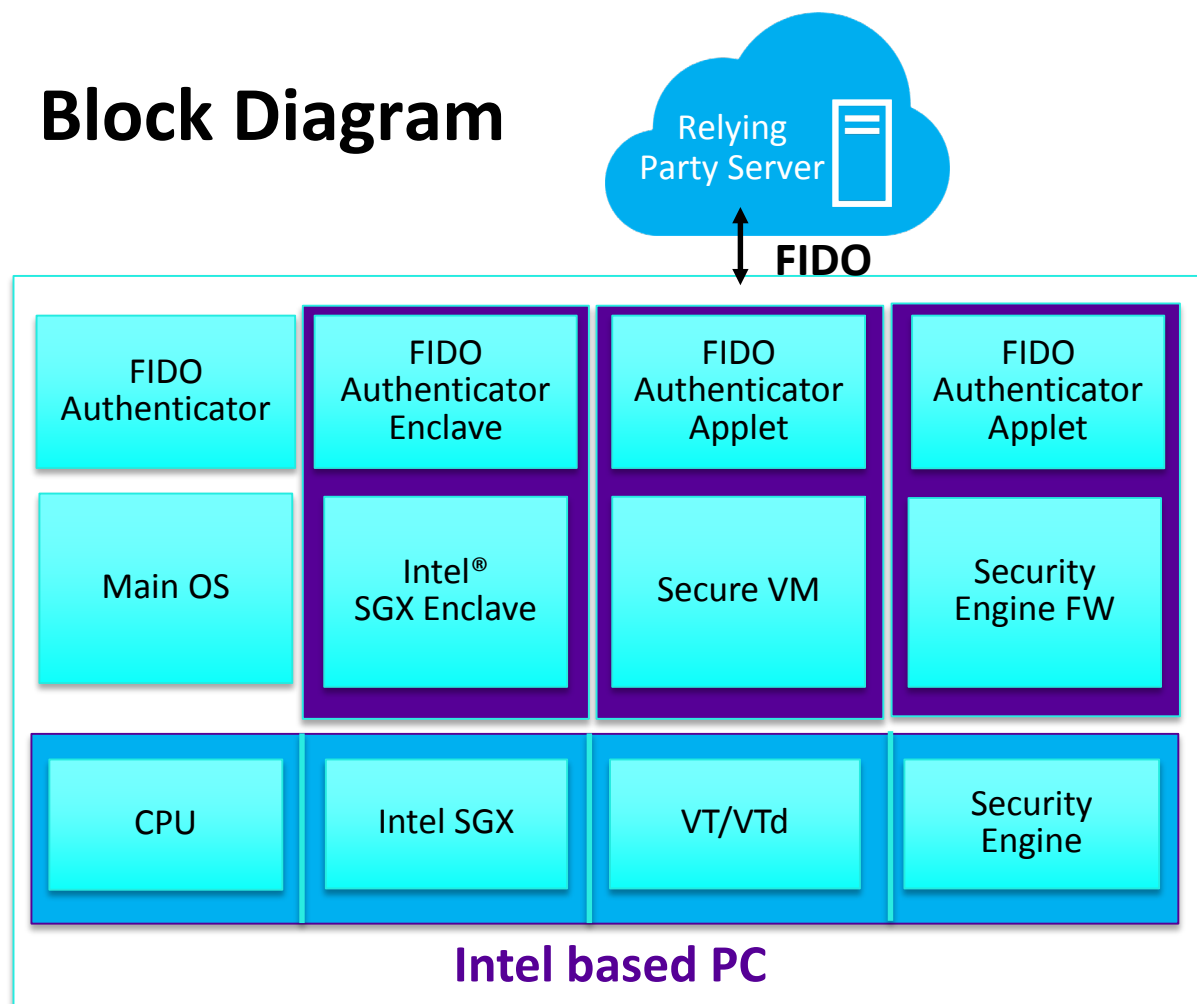 Block Diagram
Relying
Party Server
FIDO
FIDO
Authenticator
FIDO
Authenticator
Enclave
FIDO
Authenticator
Applet
FIDO
Authenticator
Applet
Main OS
Intel®
SGX Enclave
Secure VM
Security
Engine FW
CPU
Intel SGX
VT/VTd
Security
Engine
Intel based PC